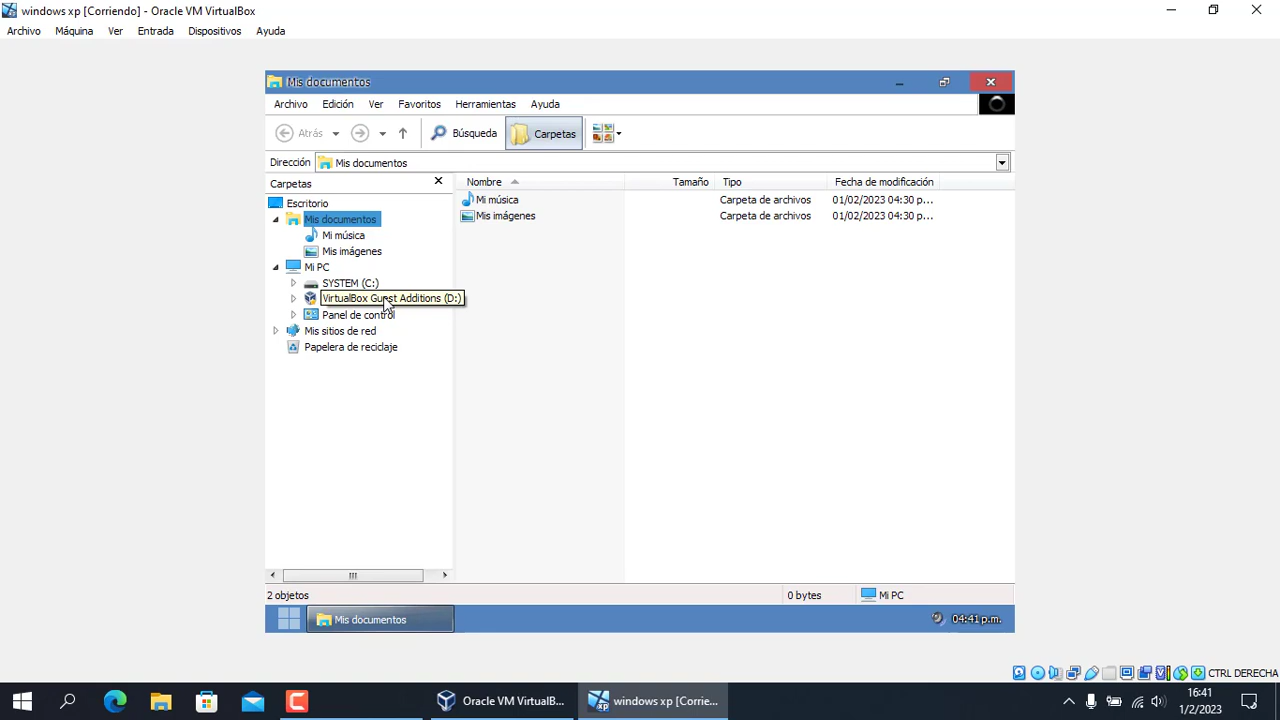 windows xp [Corriendo] - Oracle VM VirtualBox
Archivo Máquina Ver Entrada Dispositivos Ayuda
Mis documentos
Archivo Edición Ver Favoritos Herramientas Ayuda
Atrás Búsqueda Carpetas
Dirección Mis documentos
Carpetas Nombre Tamaño Tipo Fecha de modificación
Escritorio
Mis documentos
Mi música
Mis imágenes
Mi PC
SYSTEM (C:)
VirtualBox Guest Additions (D:)
Panel de control
Mis sitios de red
Papelera de reciclaje
Mi música Carpeta de archivos 01/02/2023 04:30 p...
Mis imágenes Carpeta de archivos 01/02/2023 04:30 p...
2 objetos 0 bytes Mi PC
Mis documentos 04:41 p.m.
CTRL DERECHA
Oracle VM VirtualB... xp windows xp [Corrie... 16:41
1/2/2023